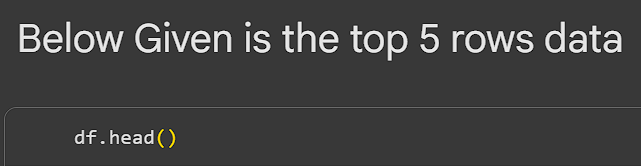 Below Given is the top 5 rows data
df.head()